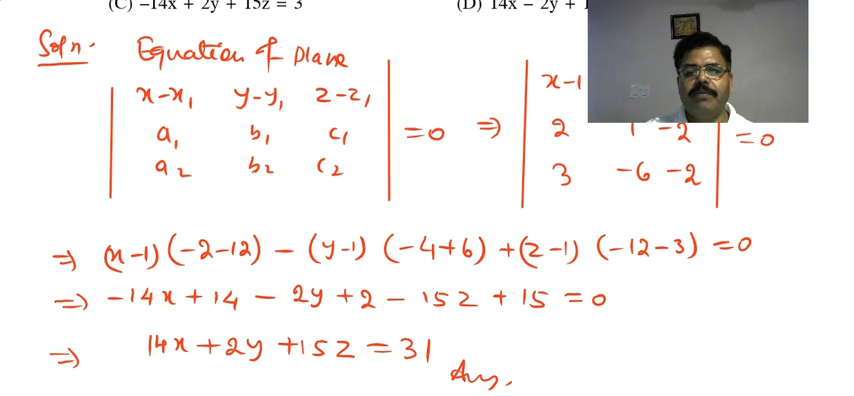 (C) −14x + 2y + 15z = 3
(D) 14x − 2y + 1
Soln.
Equation of plane
| x-x₁ y-y₁ z-z₁ |
| a₁ b₁ c₁ | = 0
| a₂ b₂ c₂ |
⇒ | x-1
| 2 1 -2 | = 0
| 3 -6 -2 |
⇒ (x-1) (-2-12) - (y-1) (-4+6) + (z-1) (-12-3) = 0
⇒ -14x + 14 - 2y + 2 - 15z + 15 = 0
⇒ 14x + 2y + 15z = 31
Ans.